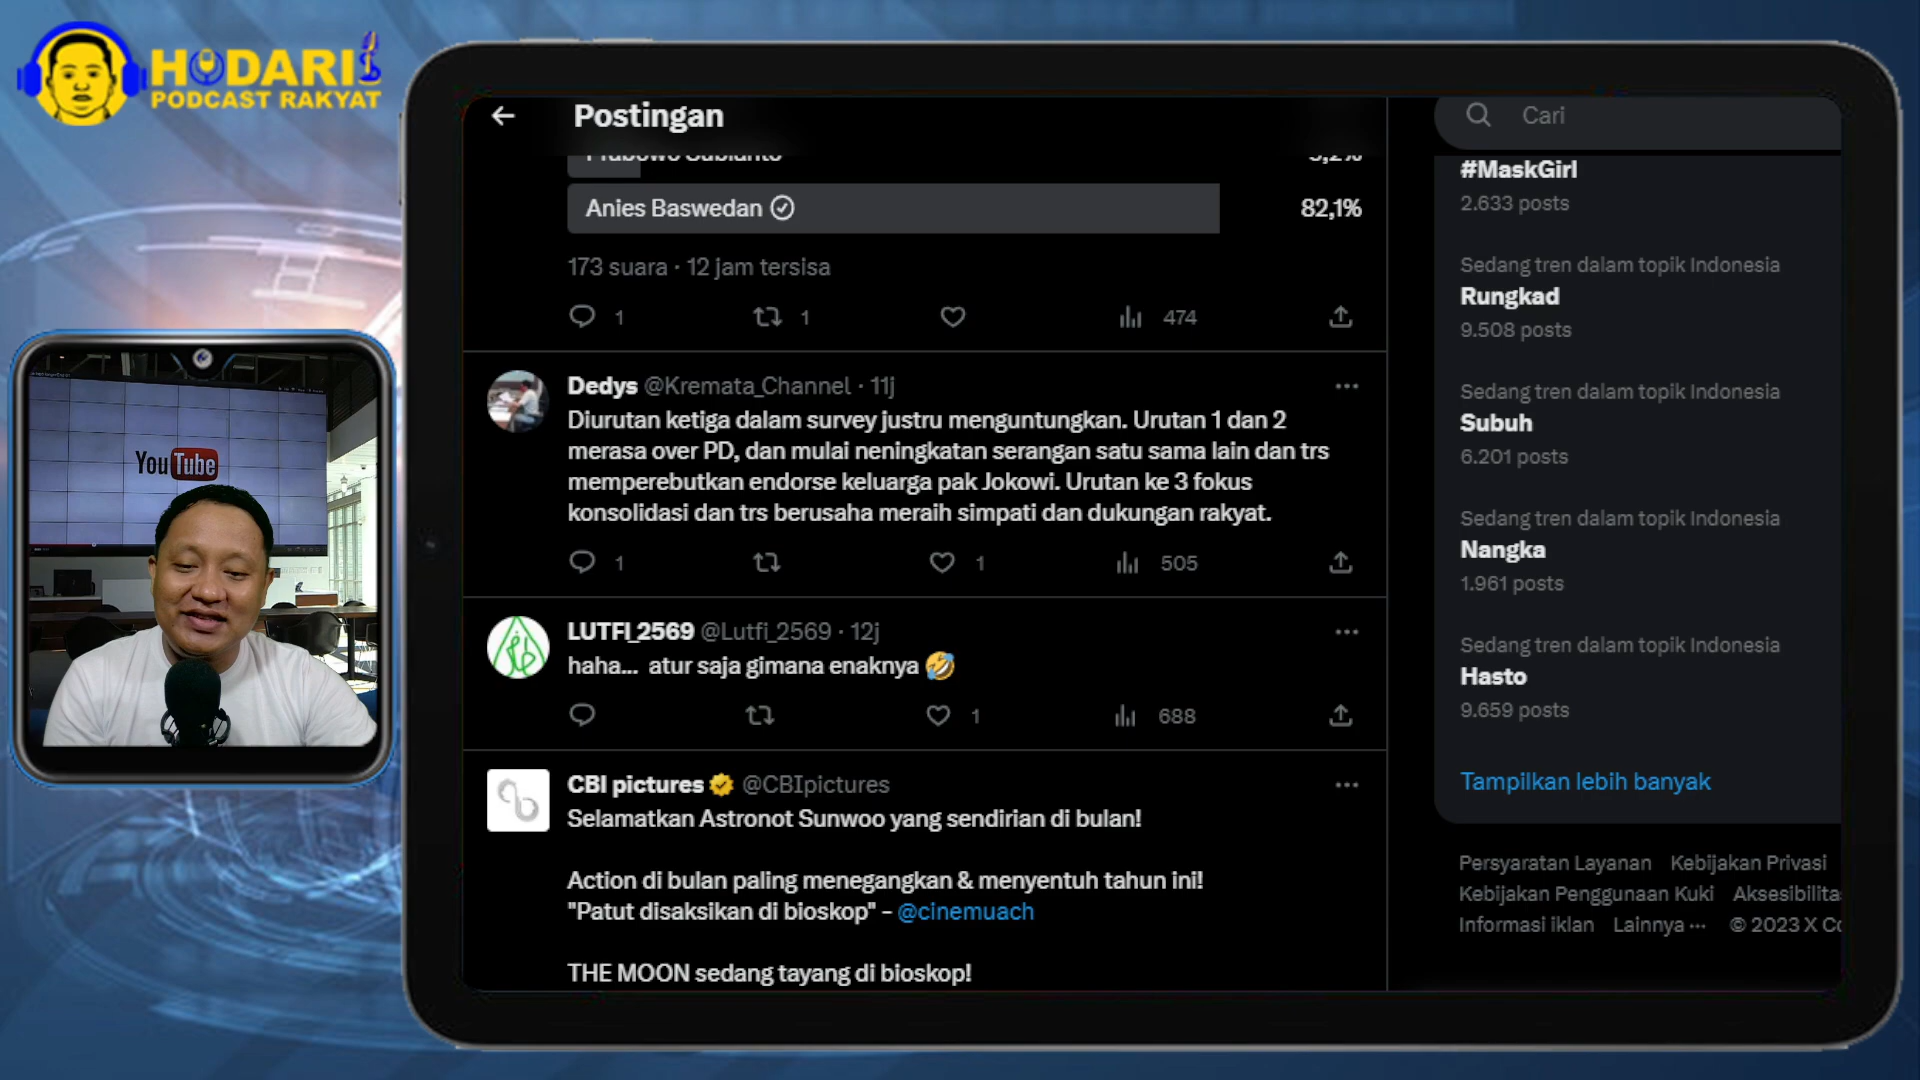 HODARI
PODCAST RAKYAT
YouTube
Postingan
Prabowo Subianto
Anies Baswedan 82,1%
173 suara · 12 jam tersisa
1 1 474
Dedys @Kremata_Channel · 11j
Diurutan ketiga dalam survey justru menguntungkan. Urutan 1 dan 2
merasa over PD, dan mulai neningkatan serangan satu sama lain dan trs
memperebutkan endorse keluarga pak Jokowi. Urutan ke 3 fokus
konsolidasi dan trs berusaha meraih simpati dan dukungan rakyat.
1 1 505
LUTFI_2569 @Lutfi_2569 · 12j
haha... atur saja gimana enaknya 🤣
1 688
CBI pictures @CBIpictures
Selamatkan Astronot Sunwoo yang sendirian di bulan!
Action di bulan paling menegangkan & menyentuh tahun ini!
"Patut disaksikan di bioskop" – @cinemuach
THE MOON sedang tayang di bioskop!
Cari
#MaskGirl
2.633 posts
Sedang tren dalam topik Indonesia
Rungkad
9.508 posts
Sedang tren dalam topik Indonesia
Subuh
6.201 posts
Sedang tren dalam topik Indonesia
Nangka
1.961 posts
Sedang tren dalam topik Indonesia
Hasto
9.659 posts
Tampilkan lebih banyak
Persyaratan Layanan Kebijakan Privasi
Kebijakan Penggunaan Kuki Aksesibilita
Informasi iklan Lainnya ··· © 2023 X Co